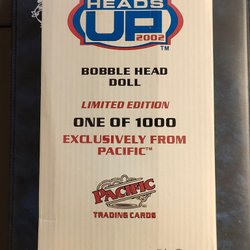 HEADS
UP
2002
TM
BOBBLE HEAD
DOLL
LIMITED EDITION
ONE OF 1000
EXCLUSIVELY FROM
PACIFIC™
PACIFIC
TRADING CARDS